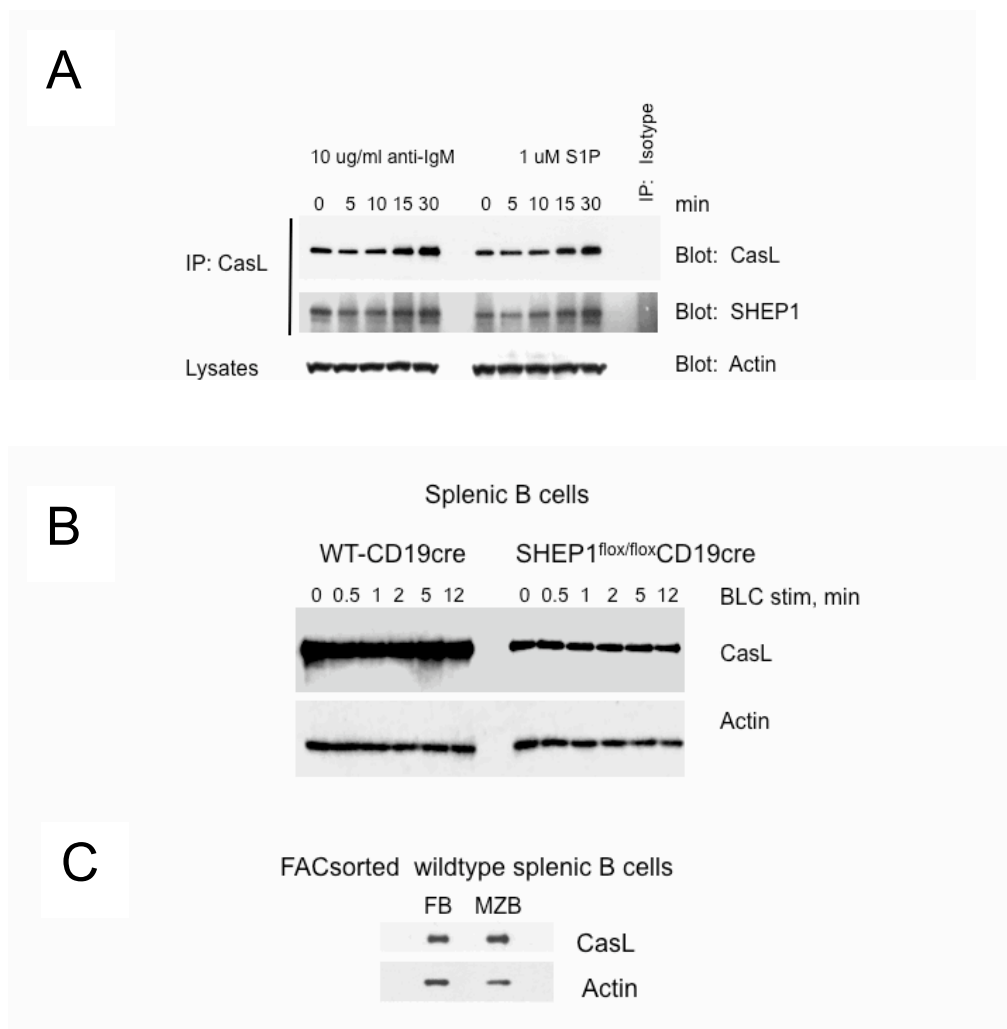 A
10 ug/ml anti-IgM 1 uM S1P IP: Isotype
0 5 10 15 30 0 5 10 15 30 min
IP: CasL
Blot: CasL
Blot: SHEP1
Lysates Blot: Actin
B
Splenic B cells
WT-CD19cre SHEP1flox/floxCD19cre
0 0.5 1 2 5 12 0 0.5 1 2 5 12 BLC stim, min
CasL
Actin
C
FACsorted wildtype splenic B cells
FB MZB
CasL
Actin